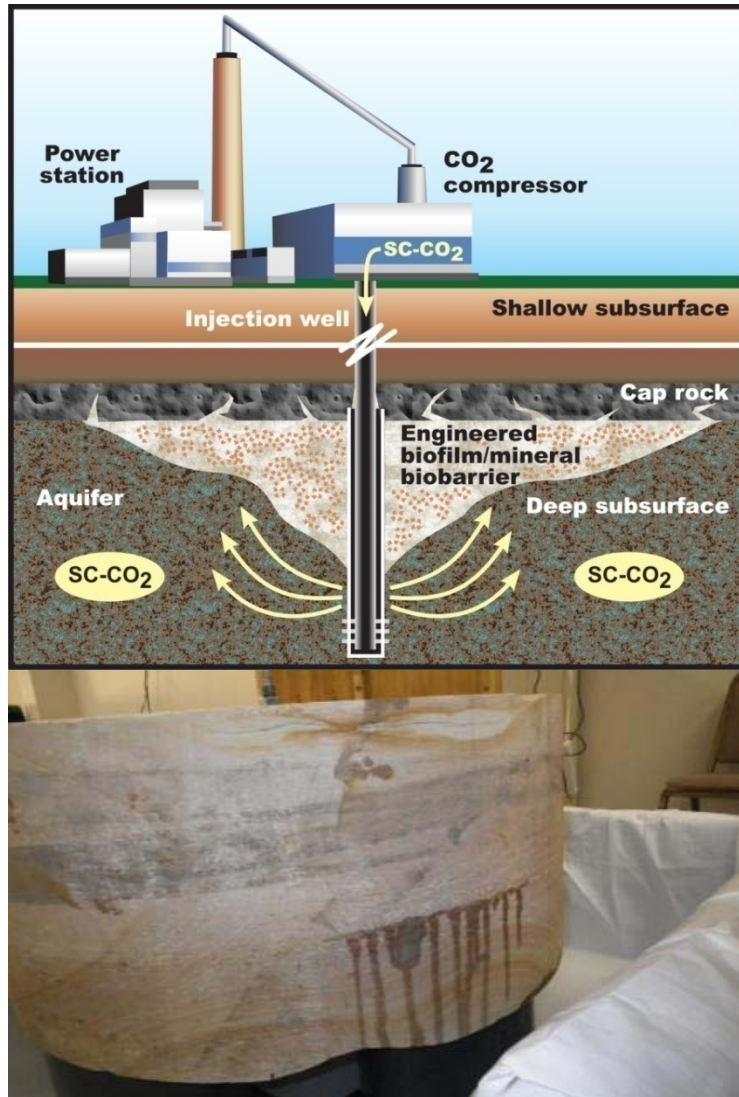 Power
station
CO2
compressor
SC-CO2
Injection well
Shallow subsurface
Cap rock
Engineered
biofilm/mineral
biobarrier
Aquifer
Deep subsurface
SC-CO2
SC-CO2